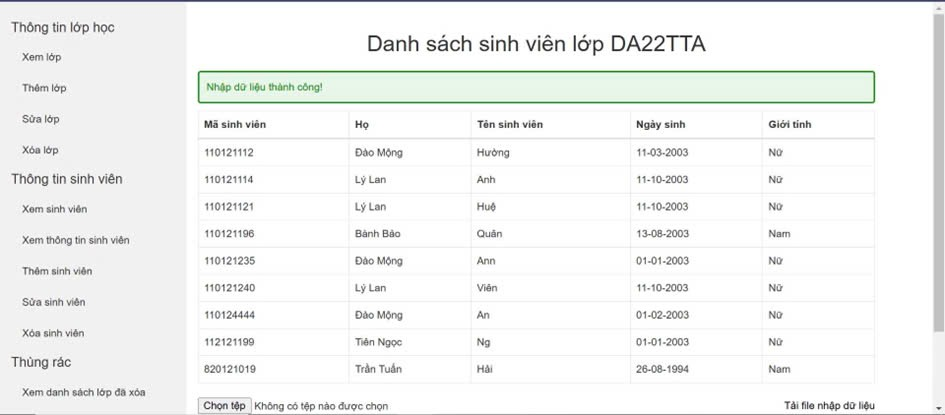 Thông tin lớp học
Xem lớp
Thêm lớp
Sửa lớp
Xóa lớp
Thông tin sinh viên
Xem sinh viên
Xem thông tin sinh viên
Thêm sinh viên
Sửa sinh viên
Xóa sinh viên
Thùng rác
Xem danh sách lớp đã xóa
Danh sách sinh viên lớp DA22TTA
Nhập dữ liệu thành công!
Mã sinh viên Họ Tên sinh viên Ngày sinh Giới tính
110121112 Đào Mộng Hường 11-03-2003 Nữ
110121114 Lý Lan Anh 11-10-2003 Nữ
110121121 Lý Lan Huệ 11-10-2003 Nữ
110121196 Bánh Bảo Quân 13-08-2003 Nam
110121235 Đào Mộng Ann 01-01-2003 Nữ
110121240 Lý Lan Viên 11-10-2003 Nữ
110124444 Đào Mộng An 01-02-2003 Nữ
112121199 Tiên Ngọc Ng 01-01-2003 Nữ
820121019 Trần Tuấn Hải 26-08-1994 Nam
Chọn tệp Không có tệp nào được chọn Tải file nhập dữ liệu